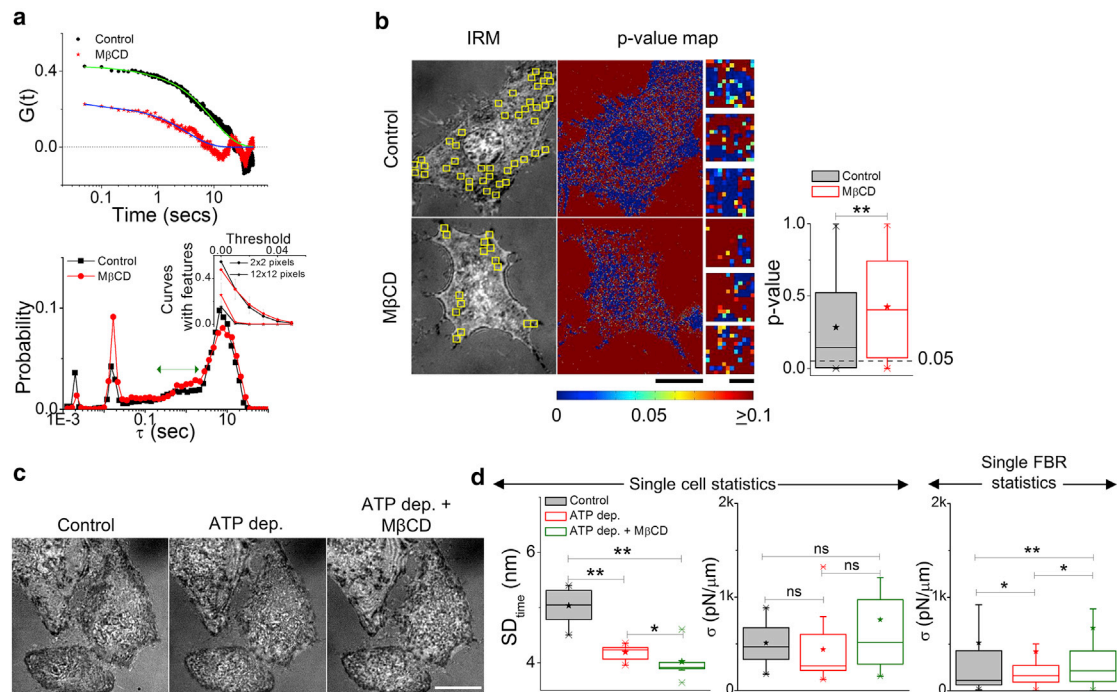 a
Control
MβCD
0.4
0.0
G(t)
0.1
1
10
Time (secs)
Control
MβCD
0.1
0.0
Probability
1E-3
0.1
10
τ (sec)
Threshold
0.00
0.04
0.4
0.0
Curves
with features
2x2 pixels
12x12 pixels
b
IRM
p-value map
Control
MβCD
0
0.05
≥0.1
Control
MβCD
**
1.0
0.5
0.0
p-value
0.05
c
Control
ATP dep.
ATP dep. +
MβCD
d
Single cell statistics
Single FBR
statistics
Control
ATP dep.
ATP dep. + MβCD
6
4
SDtime (nm)
**
**
*
2k
1k
0
σ (pN/μm)
ns
ns
ns
2k
1k
0
σ (pN/μm)
**
*
*